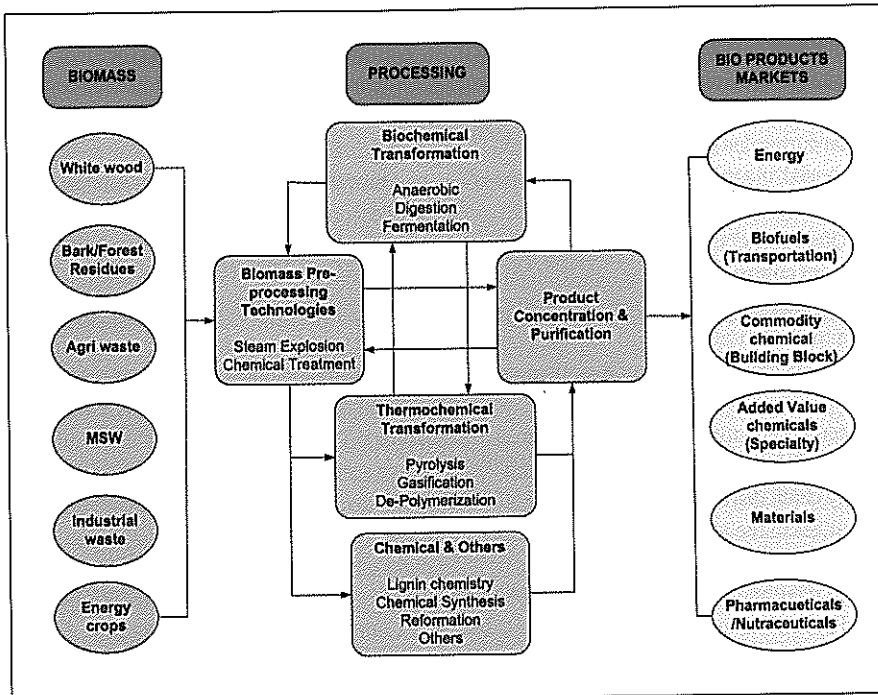 BIOMASS
PROCESSING
BIO PRODUCTS
MARKETS
White wood
Bark/Forest
Residues
Agri waste
MSW
Industrial
waste
Energy
crops
Biochemical
Transformation
Anaerobic
Digestion
Fermentation
Biomass Pre-
processing
Technologies
Steam Explosion
Chemical Treatment
Product
Concentration &
Purification
Thermochemical
Transformation
Pyrolysis
Gasification
De-Polymerization
Chemical & Others
Lignin chemistry
Chemical Synthesis
Reformation
Others
Energy
Biofuels
(Transportation)
Commodity
chemical
(Building Block)
Added Value
chemicals
(Specialty)
Materials
Pharmacueticals
/Nutraceuticals